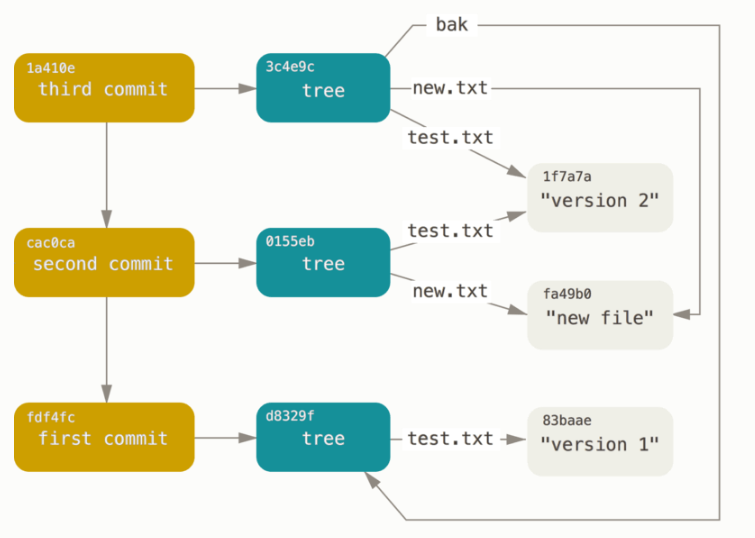 bak
1a410e
third commit
3c4e9c
tree
new.txt
test.txt
1f7a7a
"version 2"
cac0ca
second commit
0155eb
tree
test.txt
new.txt
fa49b0
"new file"
fdf4fc
first commit
d8329f
tree
test.txt
83baae
"version 1"